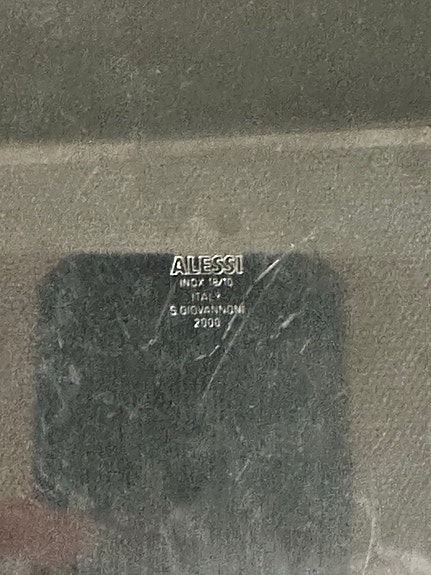 ALESSI
INOX 18/10
ITALY
S.GIOVANNONI
2000